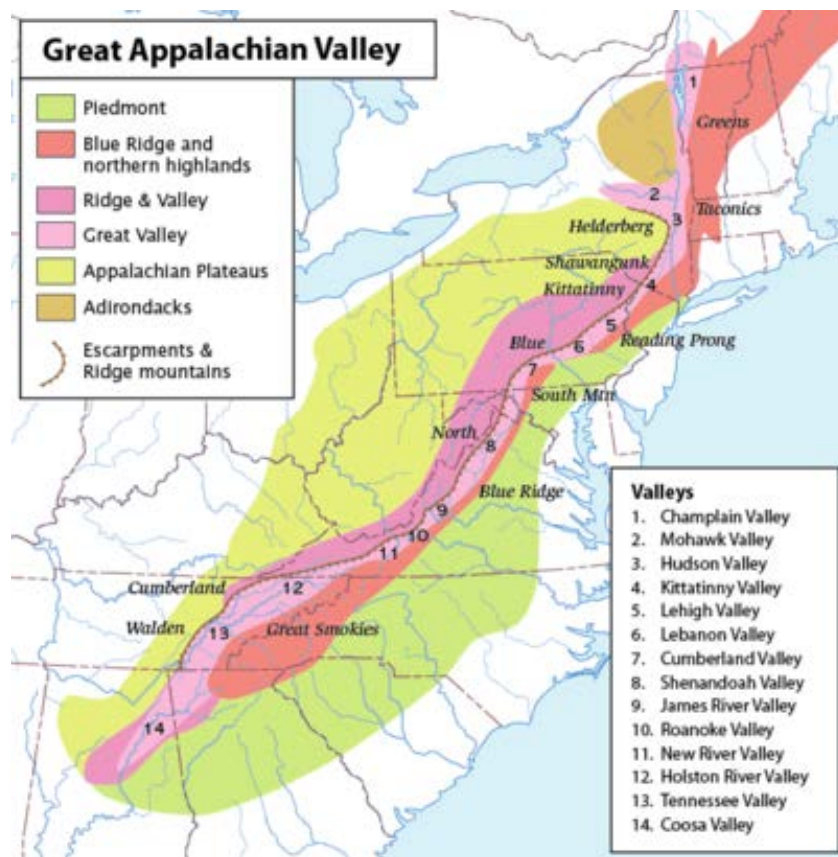 Great Appalachian Valley
Piedmont
Blue Ridge and
northern highlands
Ridge & Valley
Great Valley
Appalachian Plateaus
Adirondacks
Escarpments &
Ridge mountains
1
Greens
2
Taconics
3
Helderberg
Shawangunk
4
Kittatinny
5
Reading Prong
Blue
6
7
South Mtn
North
8
Blue Ridge
9
10
11
Cumberland
12
Walden
13
Great Smokies
14
Valleys
1. Champlain Valley
2. Mohawk Valley
3. Hudson Valley
4. Kittatinny Valley
5. Lehigh Valley
6. Lebanon Valley
7. Cumberland Valley
8. Shenandoah Valley
9. James River Valley
10. Roanoke Valley
11. New River Valley
12. Holston River Valley
13. Tennessee Valley
14. Coosa Valley